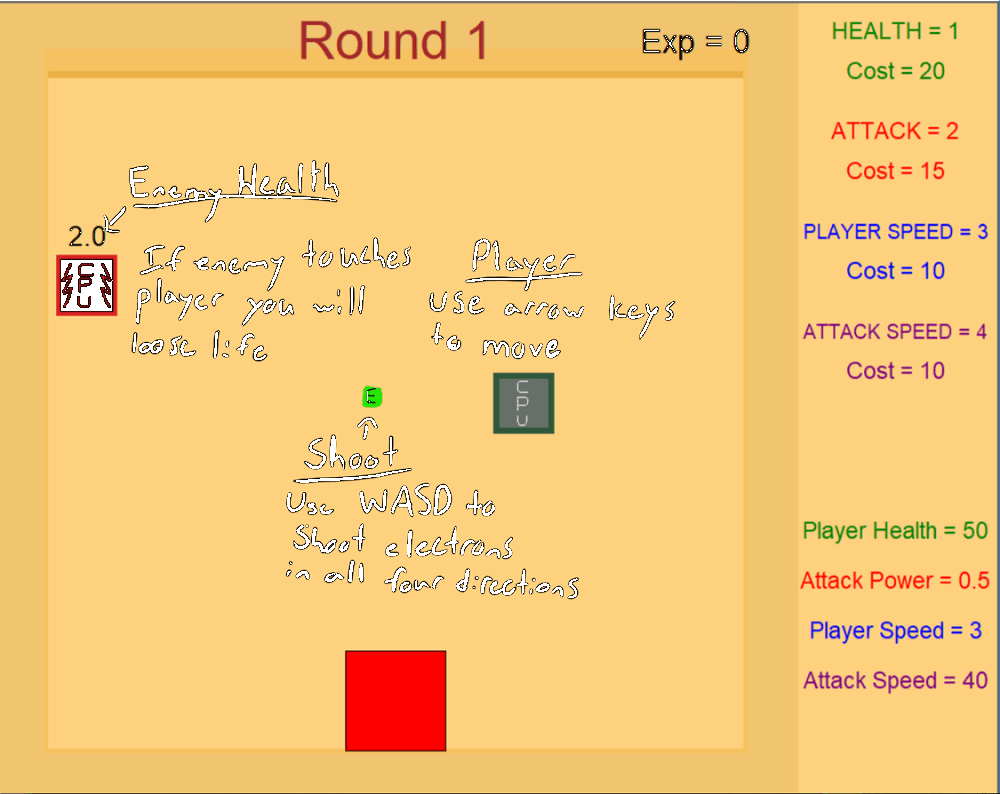 Round 1
Exp = 0
HEALTH = 1
Cost = 20
ATTACK = 2
Cost = 15
PLAYER SPEED = 3
Cost = 10
ATTACK SPEED = 4
Cost = 10
Enemy Health
2.0
CPU
If enemy touches
player you will
loose life
Player
use arrow keys
to move
CPU
E
Shoot
Use WASD to
Shoot electrons
in all four directions
Player Health = 50
Attack Power = 0.5
Player Speed = 3
Attack Speed = 40